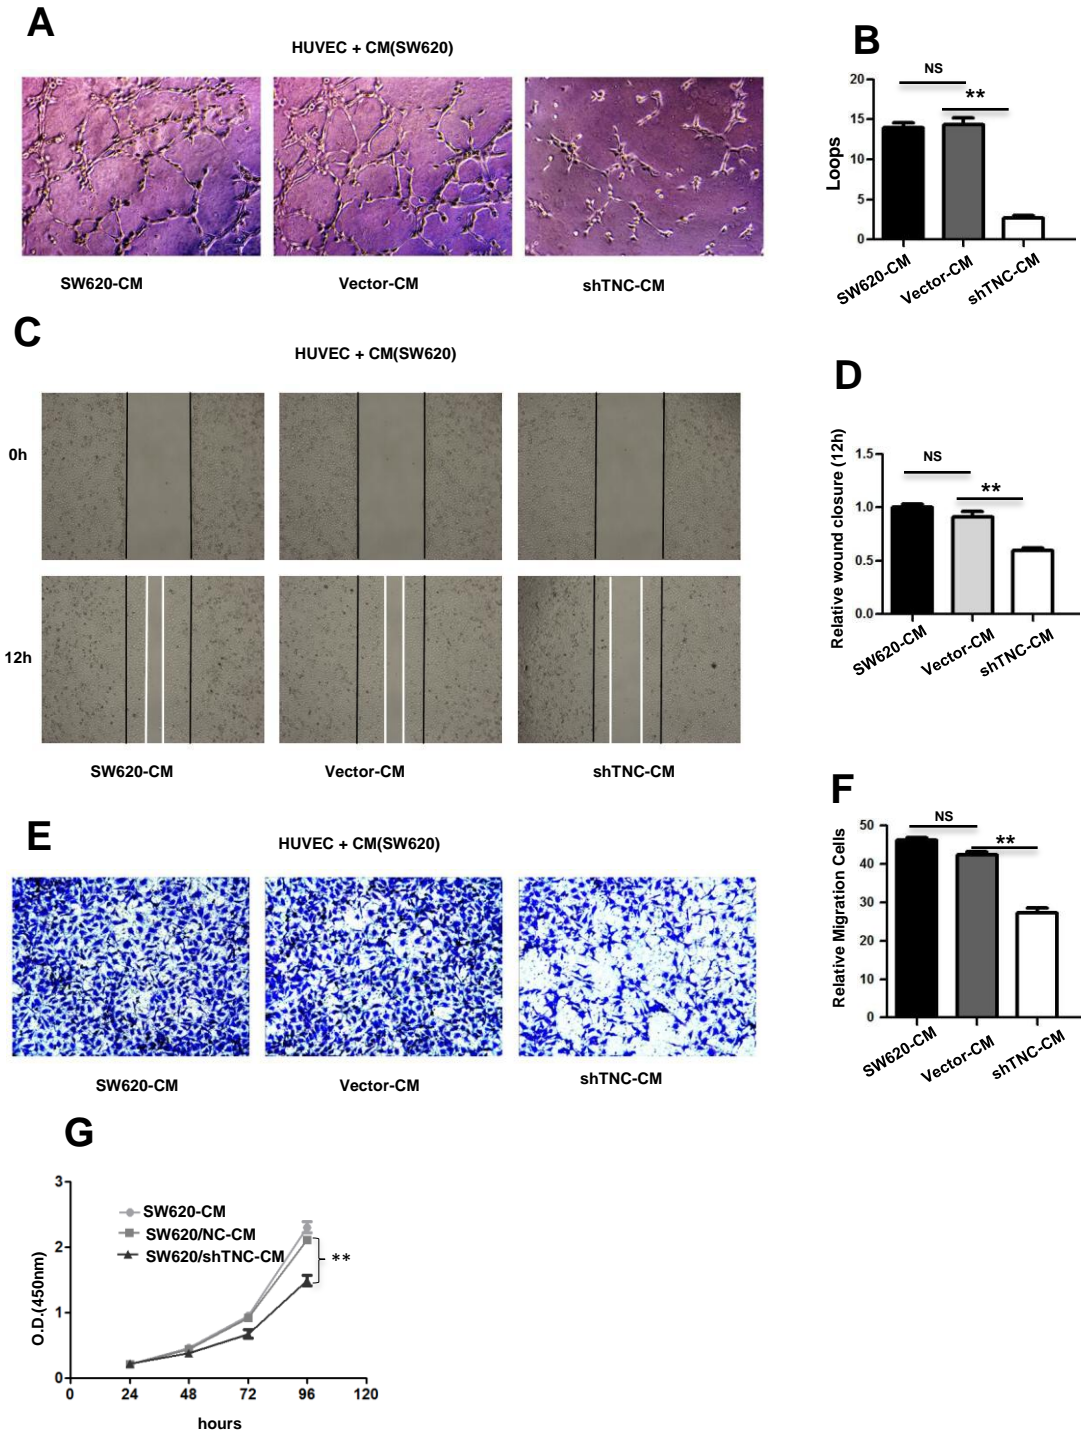 A
HUVEC + CM(SW620)
SW620-CM
Vector-CM
shTNC-CM
B
Loops
20
15
10
5
0
NS
**
SW620-CM
Vector-CM
shTNC-CM
C
HUVEC + CM(SW620)
0h
12h
SW620-CM
Vector-CM
shTNC-CM
D
Relative wound closure (12h)
1.5
1.0
0.5
0.0
NS
**
SW620-CM
Vector-CM
shTNC-CM
E
HUVEC + CM(SW620)
SW620-CM
Vector-CM
shTNC-CM
F
Relative Migration Cells
50
40
30
20
10
0
NS
**
SW620-CM
Vector-CM
shTNC-CM
G
O.D.(450nm)
3
2
1
0
SW620-CM
SW620/NC-CM
SW620/shTNC-CM
**
0 24 48 72 96 120
hours